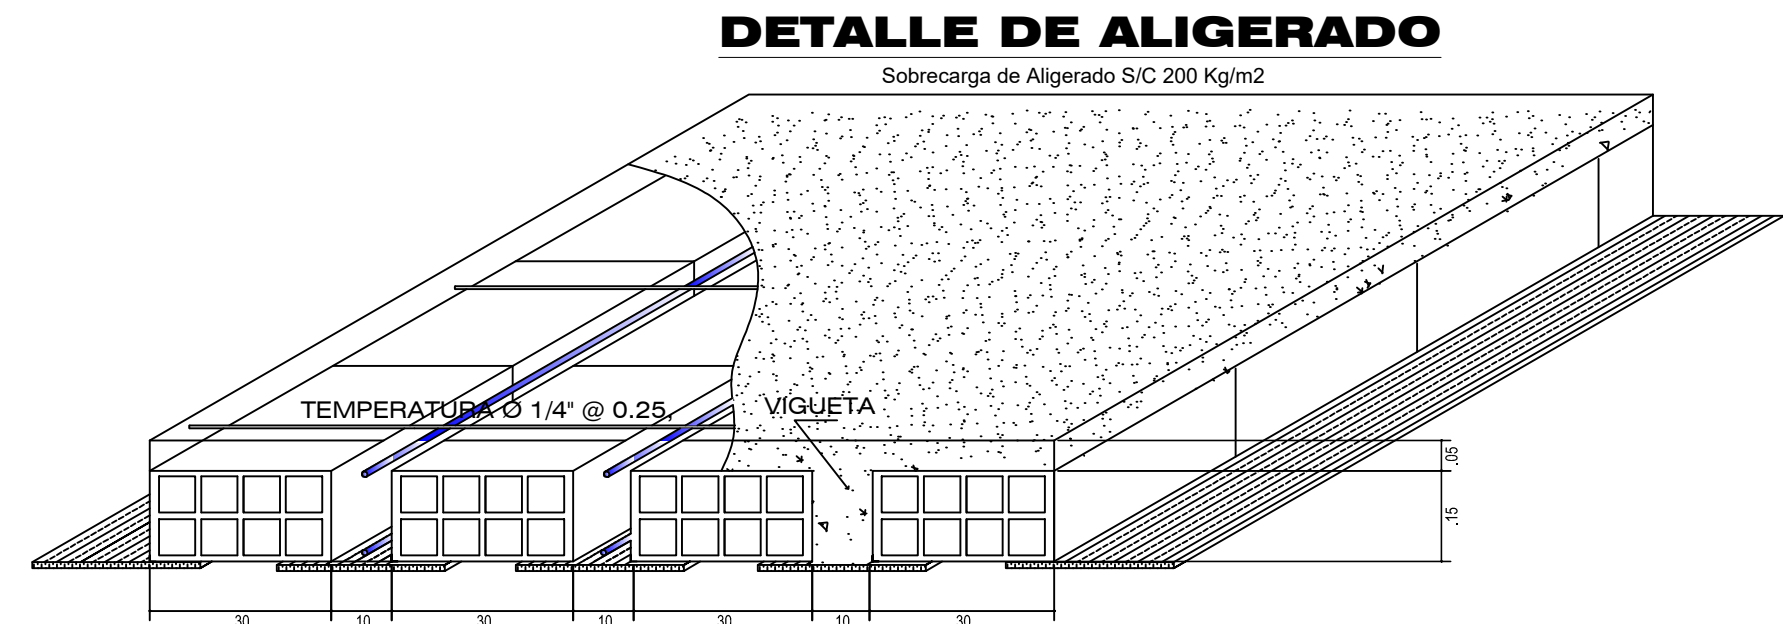 DETALLE DE ALIGERADO
Sobrecarga de Aligerado S/C 200 Kg/m2
TEMPERATURA Ø 1/4" @ 0.25,
VIGUETA
.05
.15
30 10 30 10 30 10 30